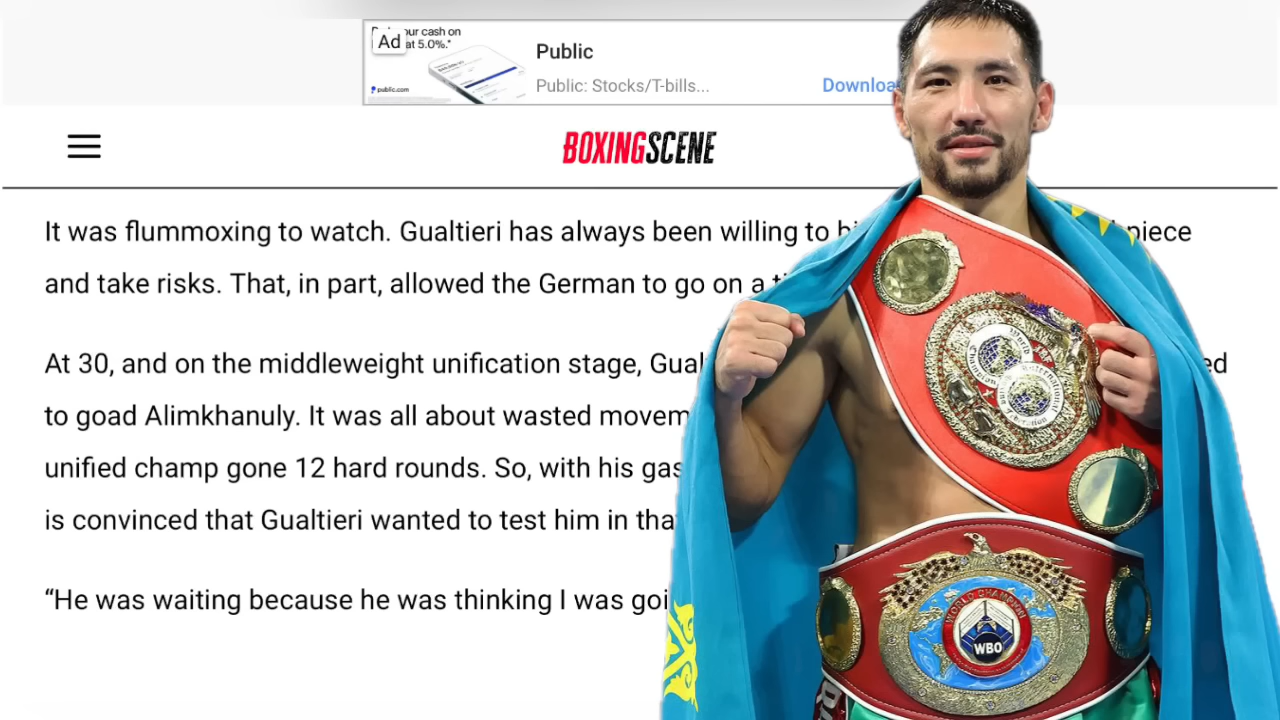 Ad
ur cash on
at 5.0%.*
public.com
Public
Public: Stocks/T-bills...
Downloa
BOXINGSCENE
It was flummoxing to watch. Gualtieri has always been willing to piece
and take risks. That, in part, allowed the German to go on a
At 30, and on the middleweight unification stage, Gual ed
to goad Alimkhanuly. It was all about wasted movem
unified champ gone 12 hard rounds. So, with his gas
is convinced that Gualtieri wanted to test him in tha
“He was waiting because he was thinking I was goi
WORLD CHAMPION
WBO